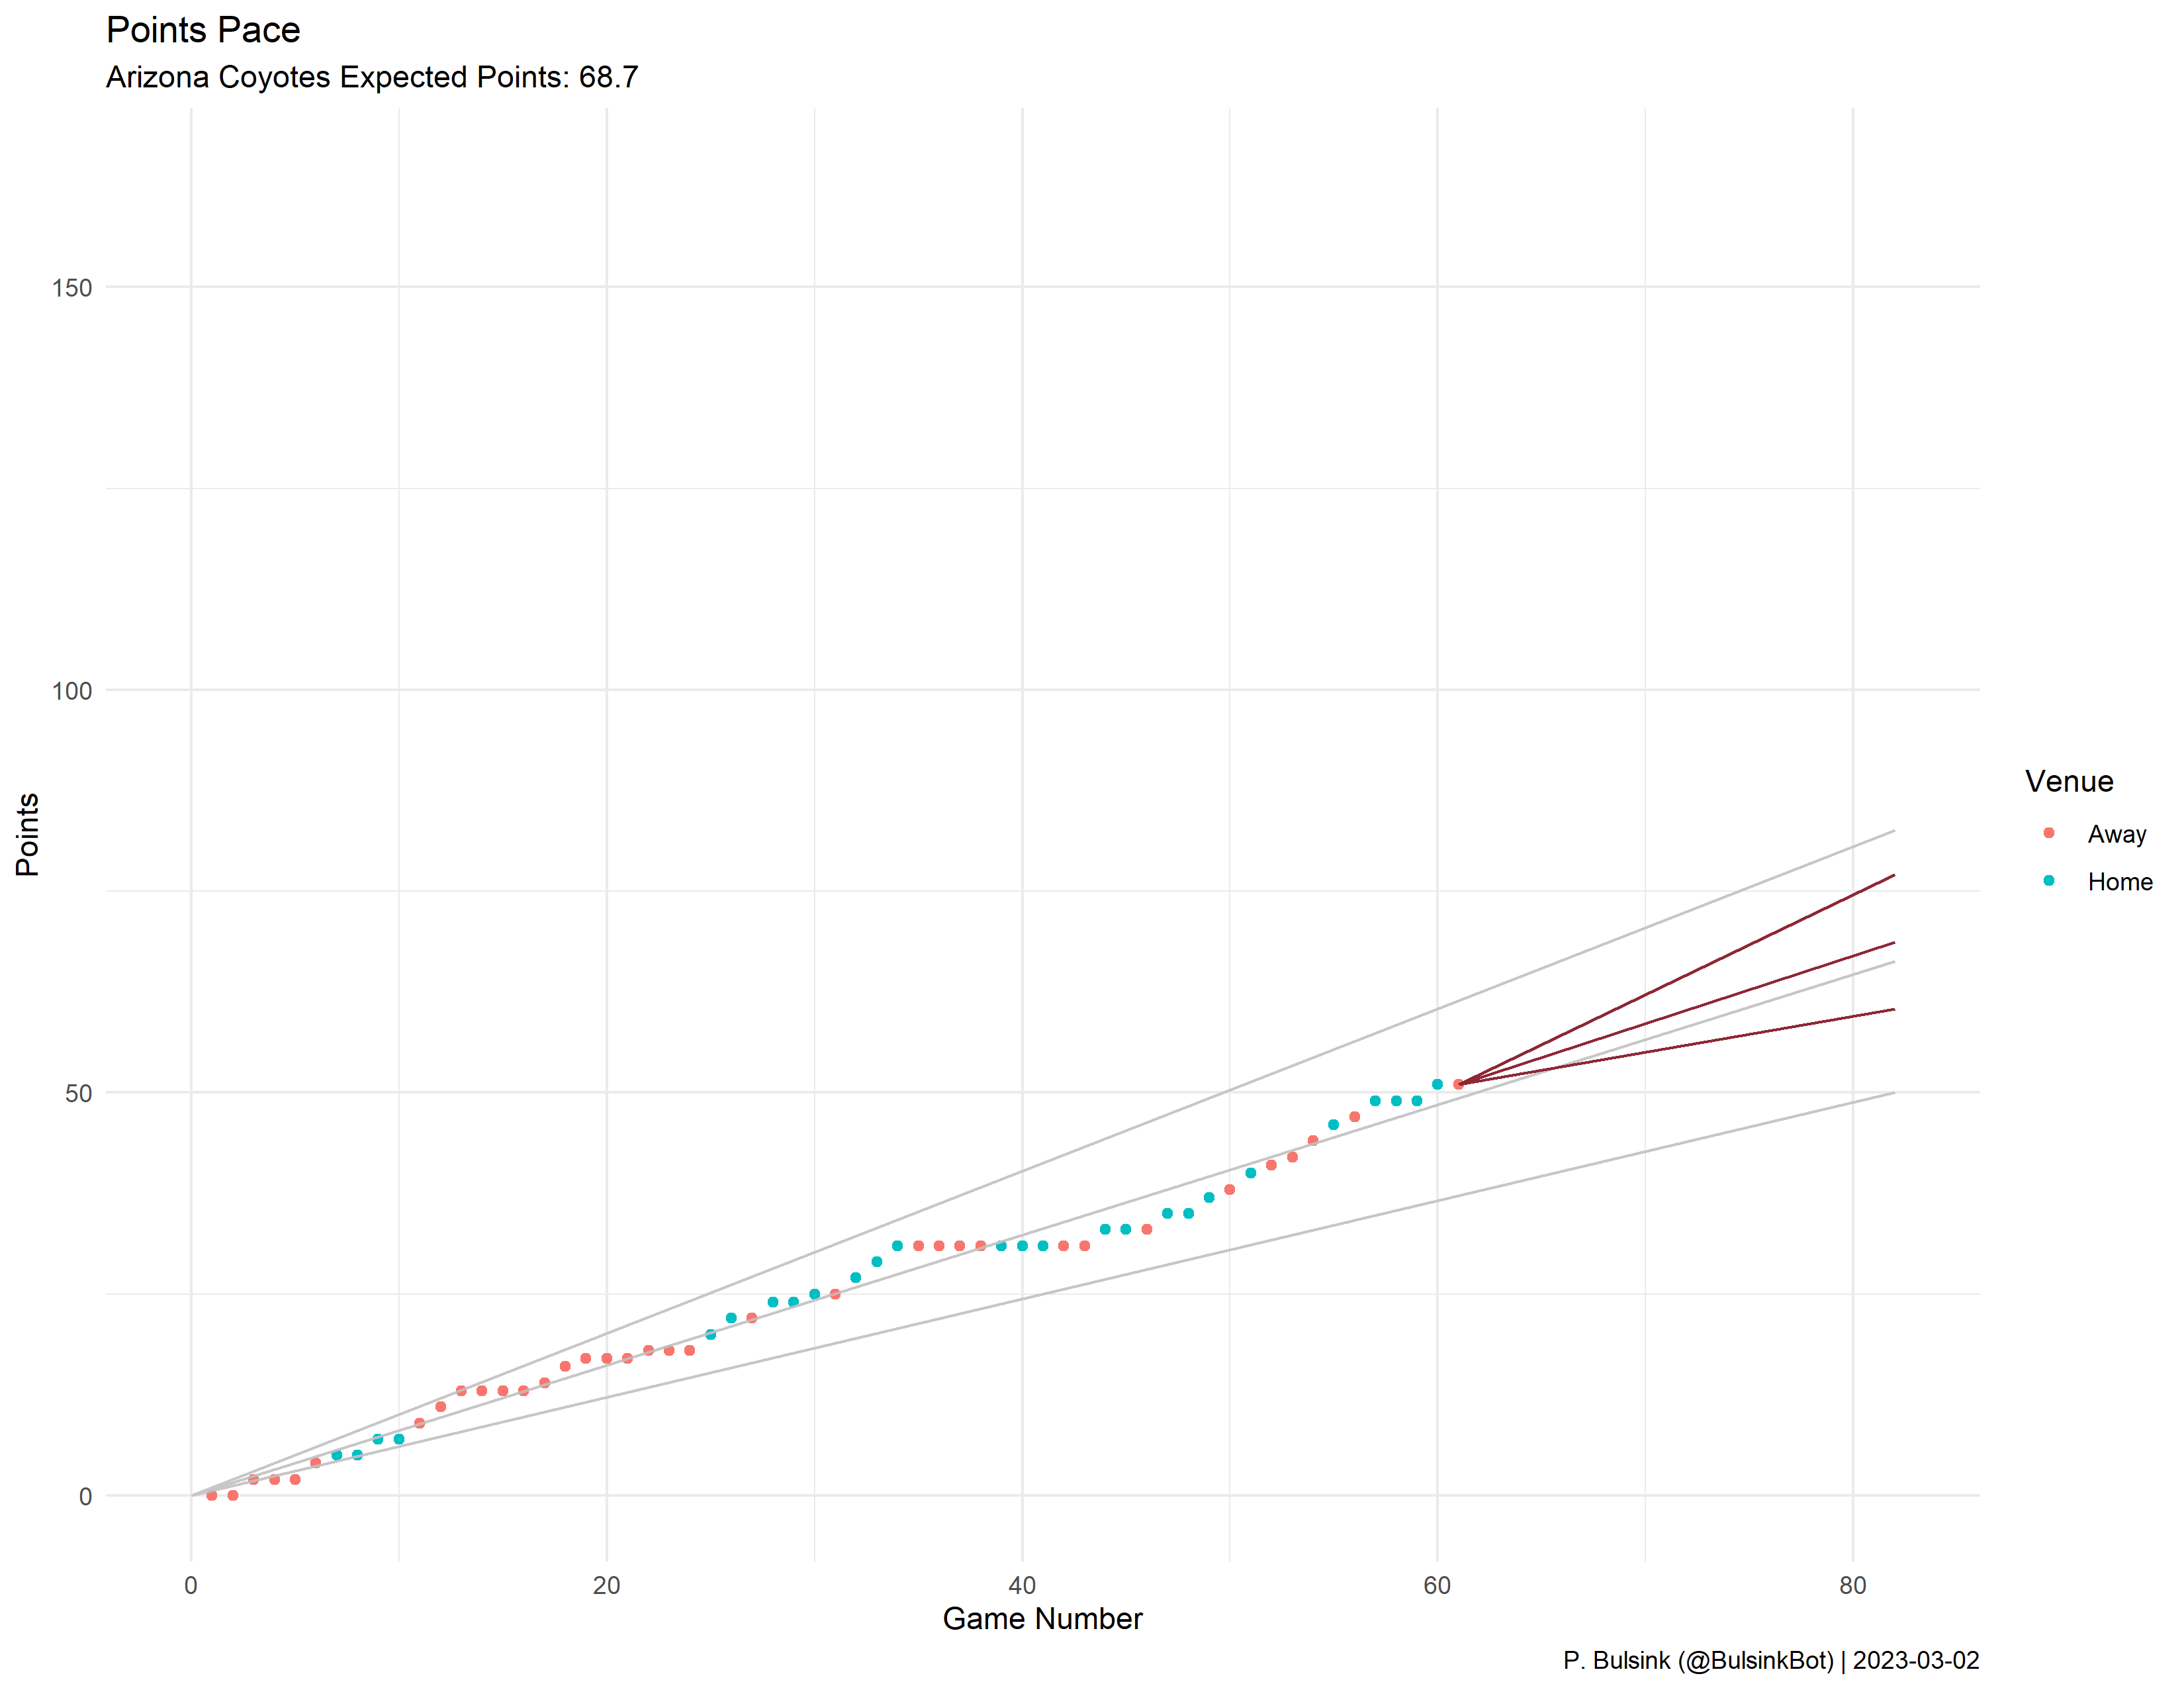 Points Pace
Arizona Coyotes Expected Points: 68.7
150
100
50
0
Points
0 20 40 60 80
Game Number
Venue
Away
Home
P. Bulsink (@BulsinkBot) | 2023-03-02